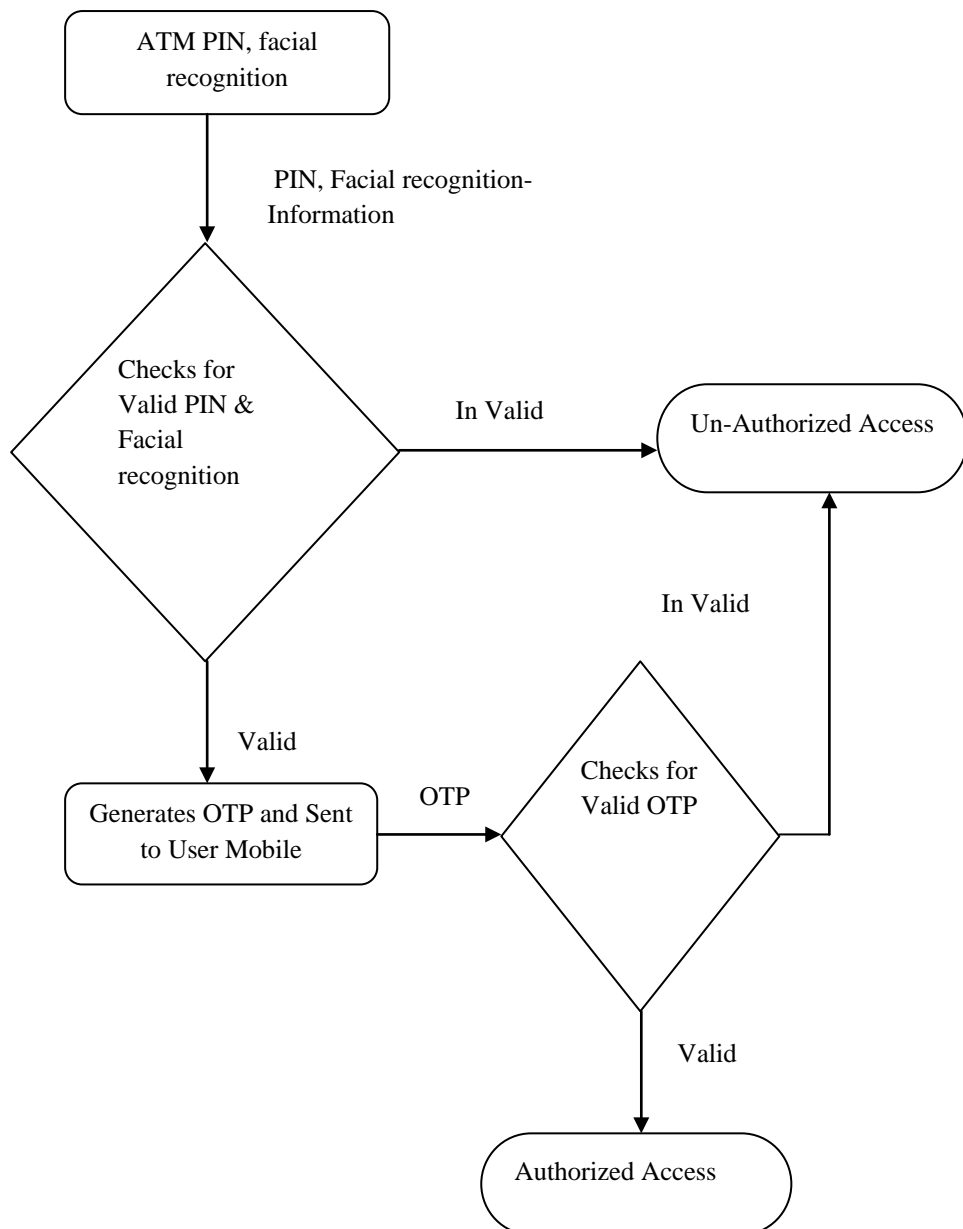 ATM PIN, facial
recognition
PIN, Facial recognition-
Information
Checks for
Valid PIN &
Facial
recognition
In Valid
Un-Authorized Access
In Valid
Valid
Generates OTP and Sent
to User Mobile
OTP
Checks for
Valid OTP
Valid
Authorized Access